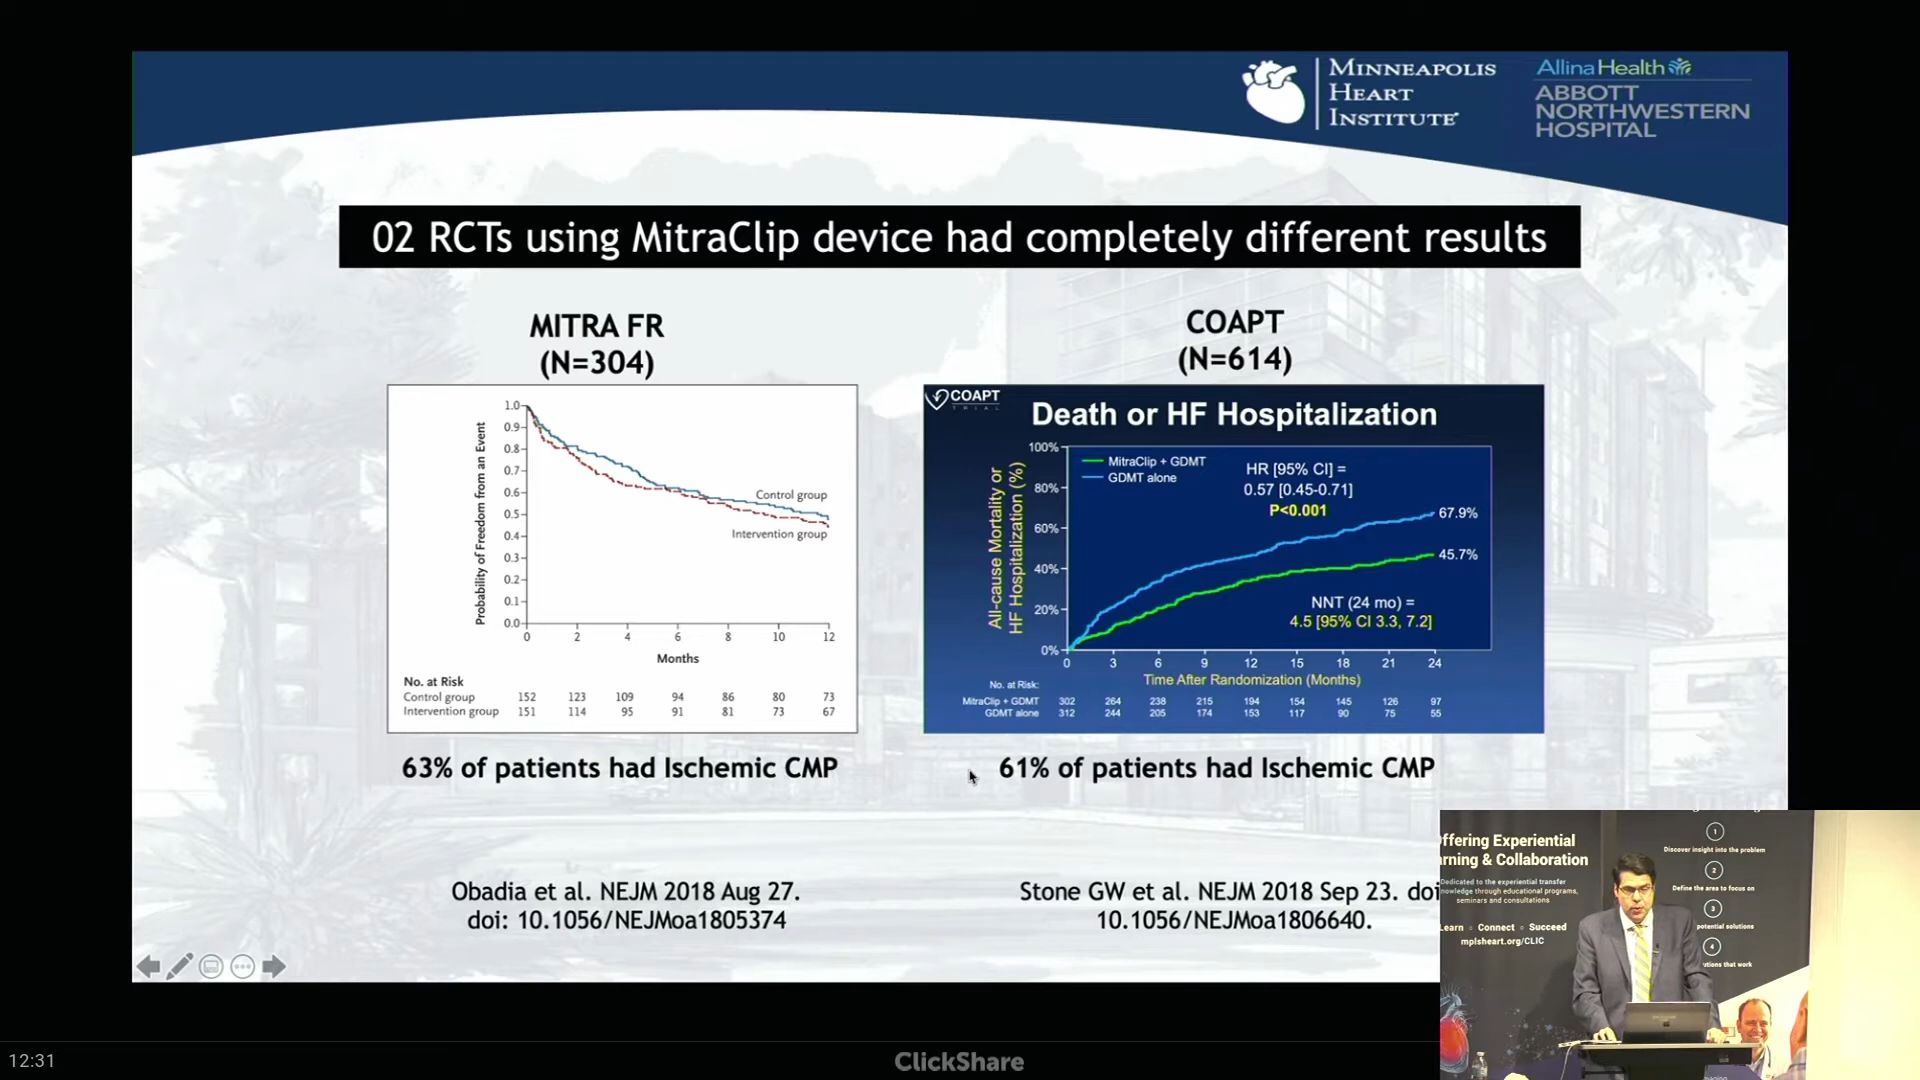 MINNEAPOLIS
HEART
INSTITUTE
AllinaHealth
ABBOTT
NORTHWESTERN
HOSPITAL
02 RCTs using MitraClip device had completely different results
MITRA FR
(N=304)
Probability of Freedom from an Event
1.0
0.9
0.8
0.7
0.6
0.5
0.4
0.3
0.2
0.1
0.0
Control group
Intervention group
0 2 4 6 8 10 12
Months
No. at Risk
Control group 152 123 109 94 86 80 73
Intervention group 151 114 95 91 81 73 67
63% of patients had Ischemic CMP
Obadia et al. NEJM 2018 Aug 27.
doi: 10.1056/NEJMoa1805374
COAPT
(N=614)
COAPT
TRIAL
Death or HF Hospitalization
All-cause Mortality or
HF Hospitalization (%)
100%
80%
60%
40%
20%
0%
MitraClip + GDMT
GDMT alone
HR [95% CI] =
0.57 [0.45-0.71]
P<0.001
67.9%
45.7%
NNT (24 mo) =
4.5 [95% CI 3.3, 7.2]
0 3 6 9 12 15 18 21 24
Time After Randomization (Months)
No. at Risk:
MitraClip + GDMT 302 264 238 215 194 154 145 126 97
GDMT alone 312 244 205 174 153 117 90 75 55
61% of patients had Ischemic CMP
Stone GW et al. NEJM 2018 Sep 23. doi
10.1056/NEJMoa1806640.
ffering Experiential
rning & Collaboration
Dedicated to the experiential transfer
nowledge through educational programs,
seminars and consultations
earn Connect Succeed
mplsheart.org/CLIC
1
Discover insight into the problem
2
Define the area to focus on
3
potential solutions
4
utions that work
12:31
ClickShare